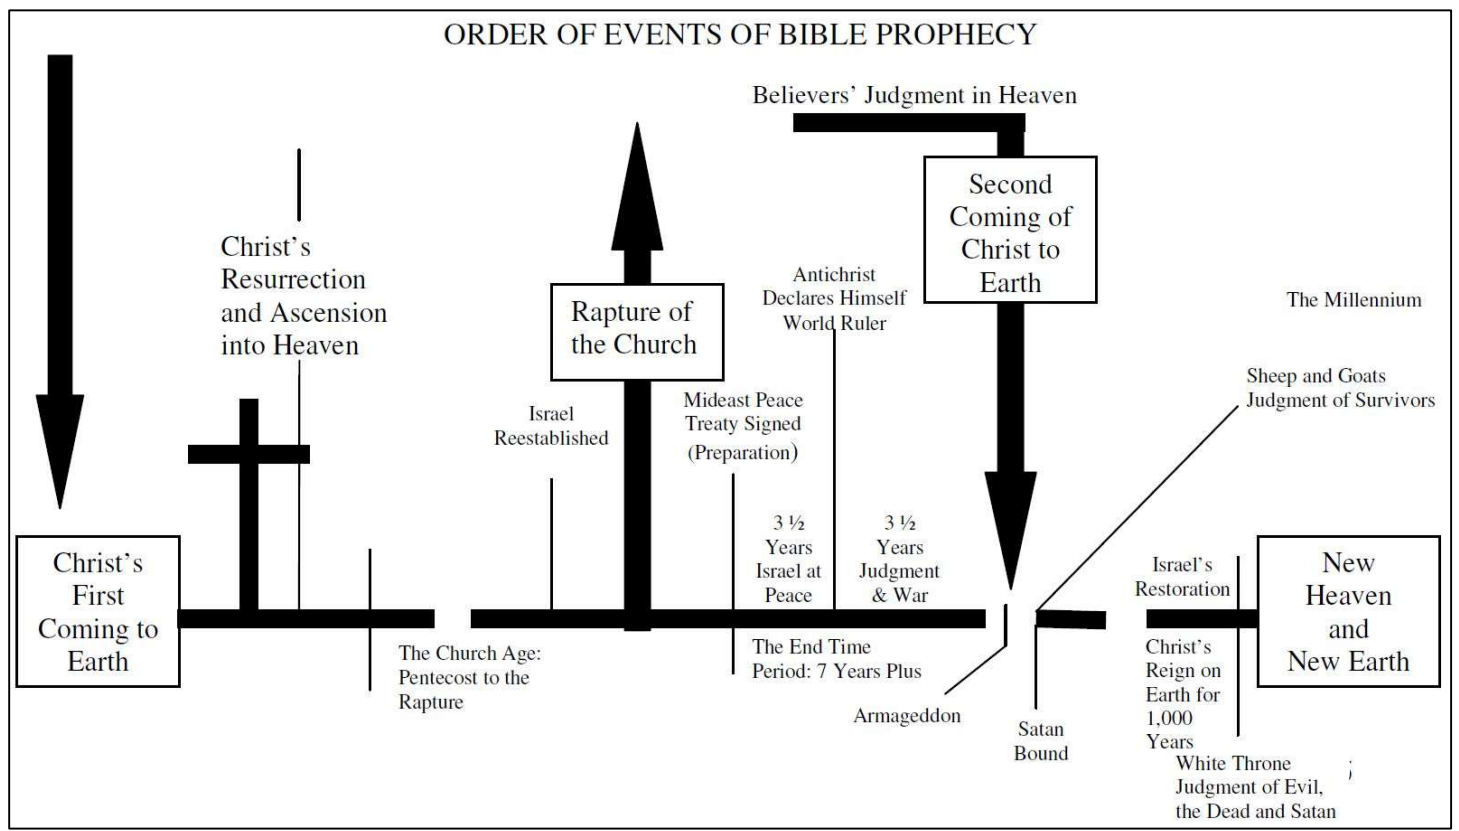 ORDER OF EVENTS OF BIBLE PROPHECY
Believers' Judgment in Heaven
Christ's
Resurrection
and Ascension
into Heaven
Rapture of
the Church
Second
Coming of
Christ to
Earth
Antichrist
Declares Himself
World Ruler
The Millennium
Sheep and Goats
Judgment of Survivors
Israel
Reestablished
Mideast Peace
Treaty Signed
(Preparation)
3 ½
Years
Israel at
Peace
3 ½
Years
Judgment
& War
Christ's
First
Coming to
Earth
Israel's
Restoration
New
Heaven
and
New Earth
The Church Age:
Pentecost to the
Rapture
The End Time
Period: 7 Years Plus
Armageddon
Satan
Bound
Christ's
Reign on
Earth for
1,000
Years
White Throne
Judgment of Evil,
the Dead and Satan